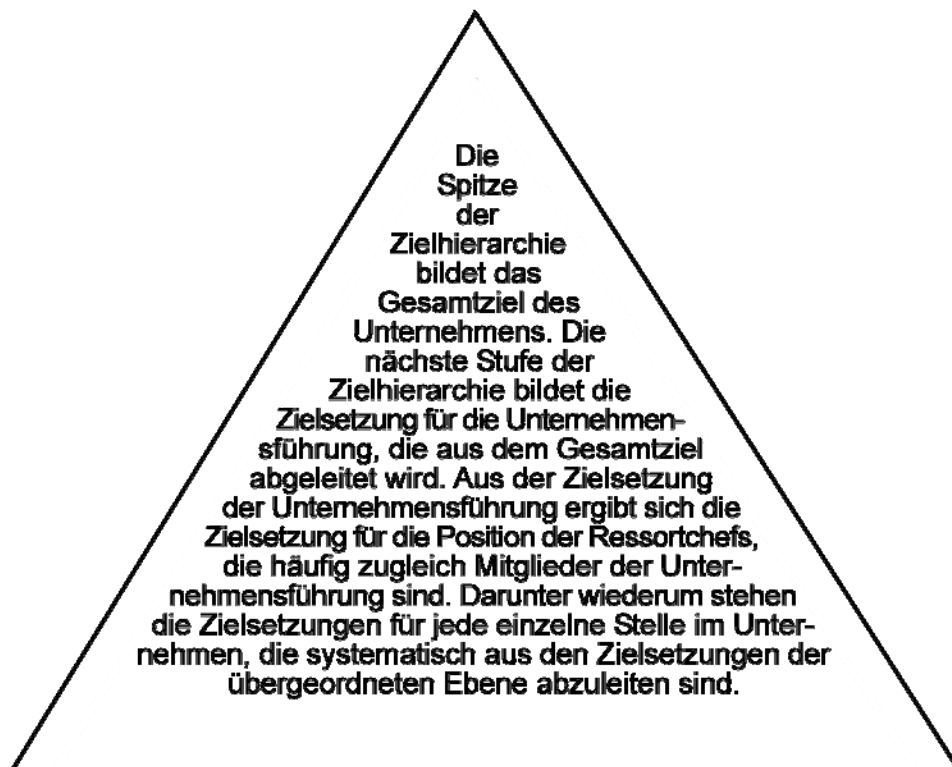 Die
Spitze
der
Zielhierarchie
bildet das
Gesamtziel des
Unternehmens. Die
nächste Stufe der
Zielhierarchie bildet die
Zielsetzung für die Unternehmen-
sführung, die aus dem Gesamtziel
abgeleitet wird. Aus der Zielsetzung
der Unternehmensführung ergibt sich die
Zielsetzung für die Position der Ressortchefs,
die häufig zugleich Mitglieder der Unter-
nehmensführung sind. Darunter wiederum stehen
die Zielsetzungen für jede einzelne Stelle im Unter-
nehmen, die systematisch aus den Zielsetzungen der
übergeordneten Ebene abzuleiten sind.